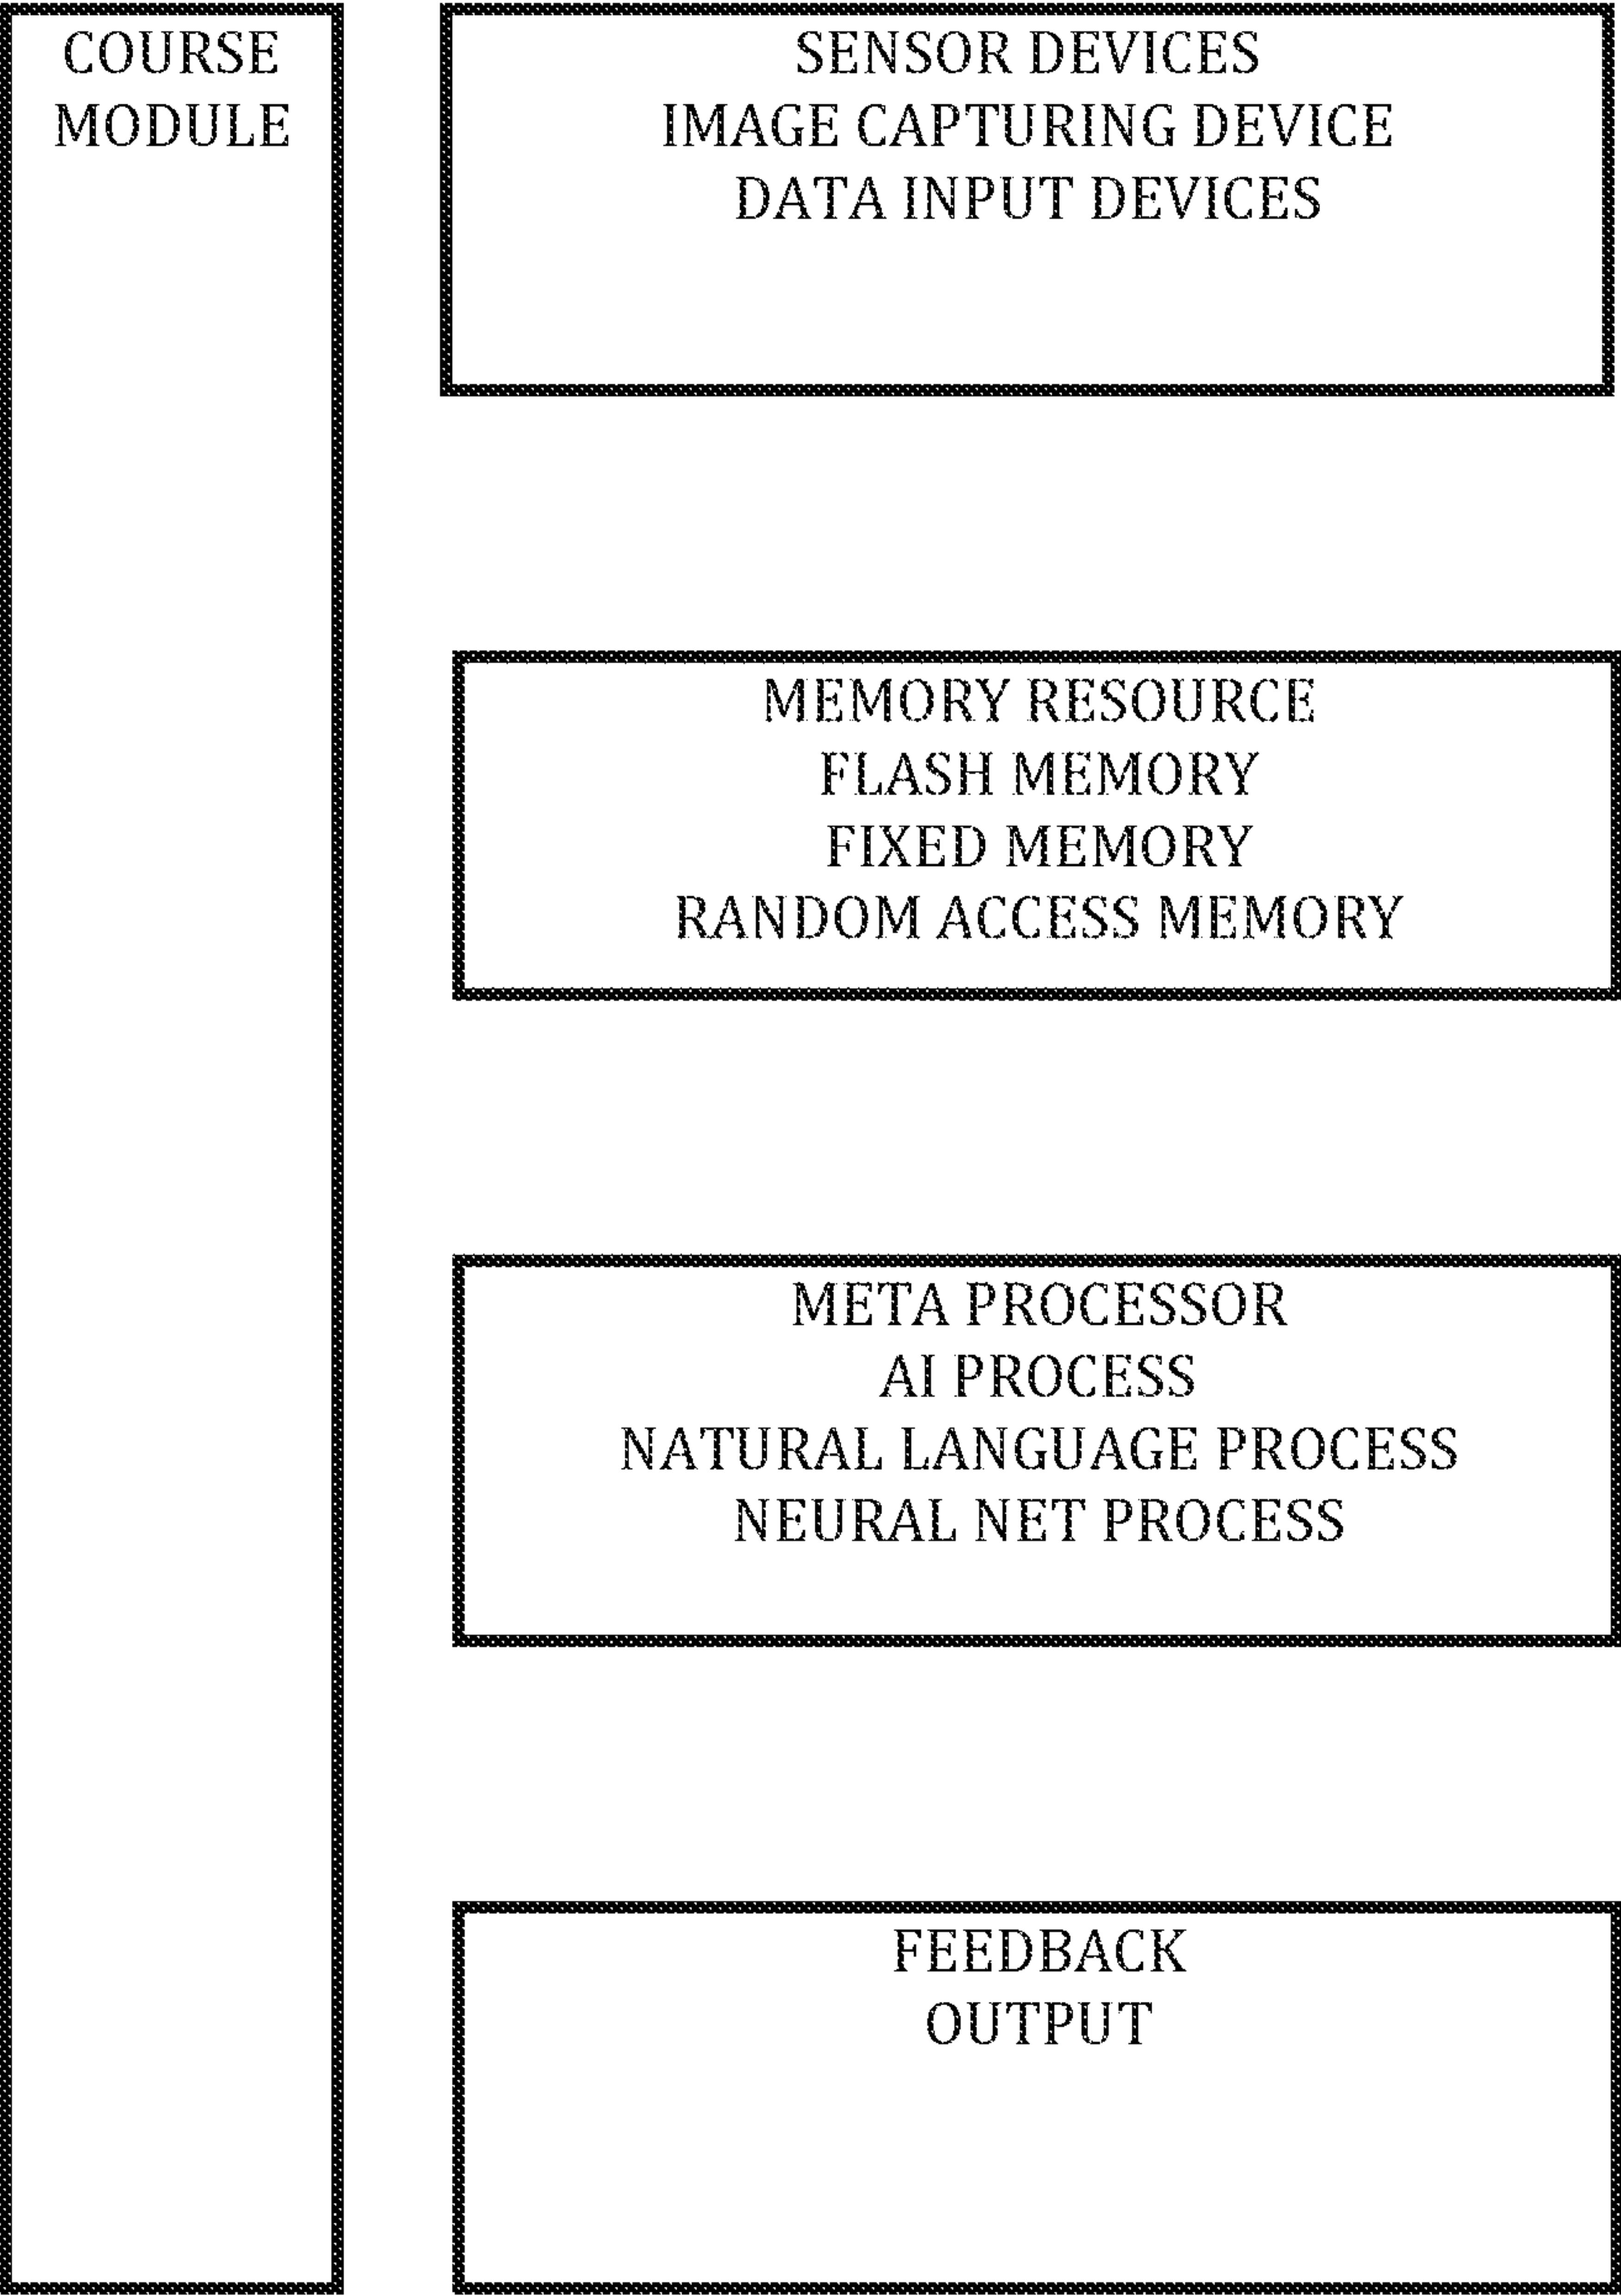 COURSE
MODULE
SENSOR DEVICES
IMAGE CAPTURING DEVICE
DATA INPUT DEVICES
MEMORY RESOURCE
FLASH MEMORY
FIXED MEMORY
RANDOM ACCESS MEMORY
META PROCESSOR
AI PROCESS
NATURAL LANGUAGE PROCESS
NEURAL NET PROCESS
FEEDBACK
OUTPUT